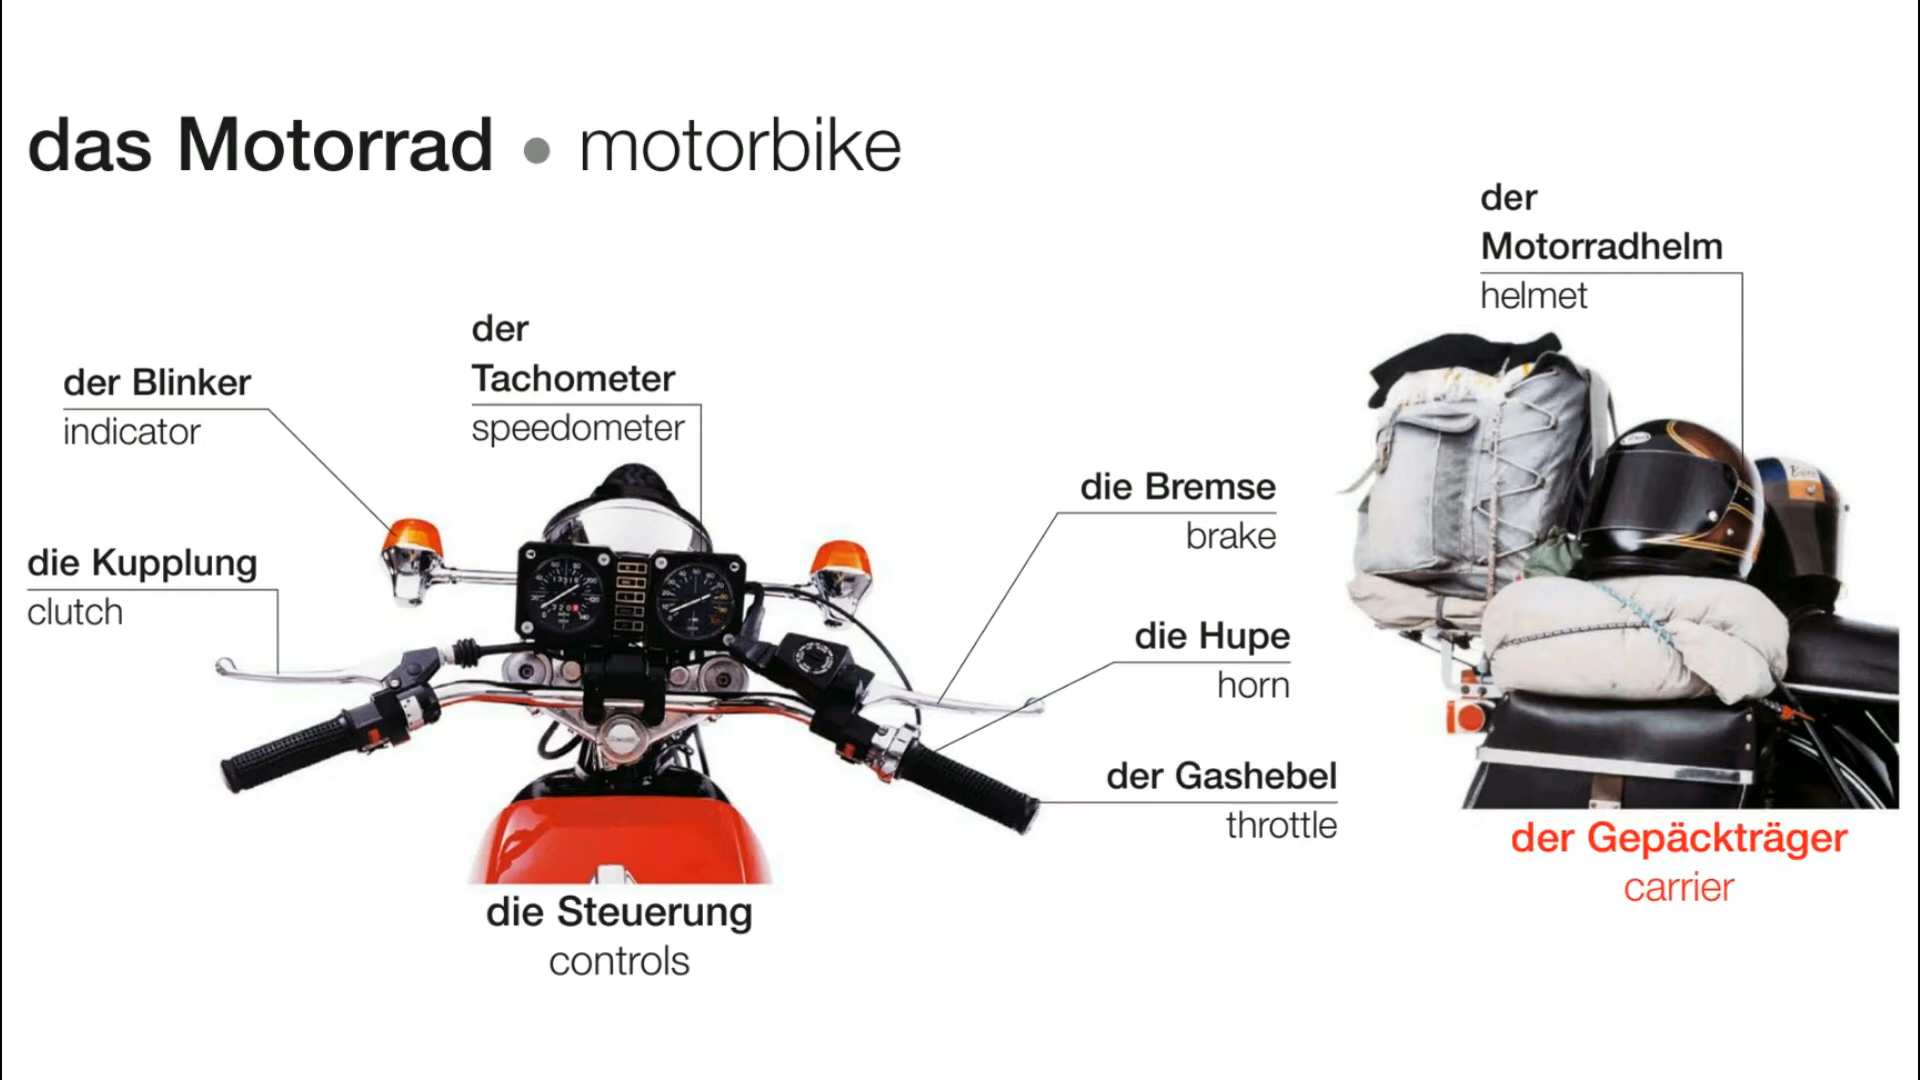 das Motorrad • motorbike
der Blinker
indicator
der
Tachometer
speedometer
die Kupplung
clutch
die Bremse
brake
die Hupe
horn
der Gashebel
throttle
die Steuerung
controls
der
Motorradhelm
helmet
der Gepäckträger
carrier